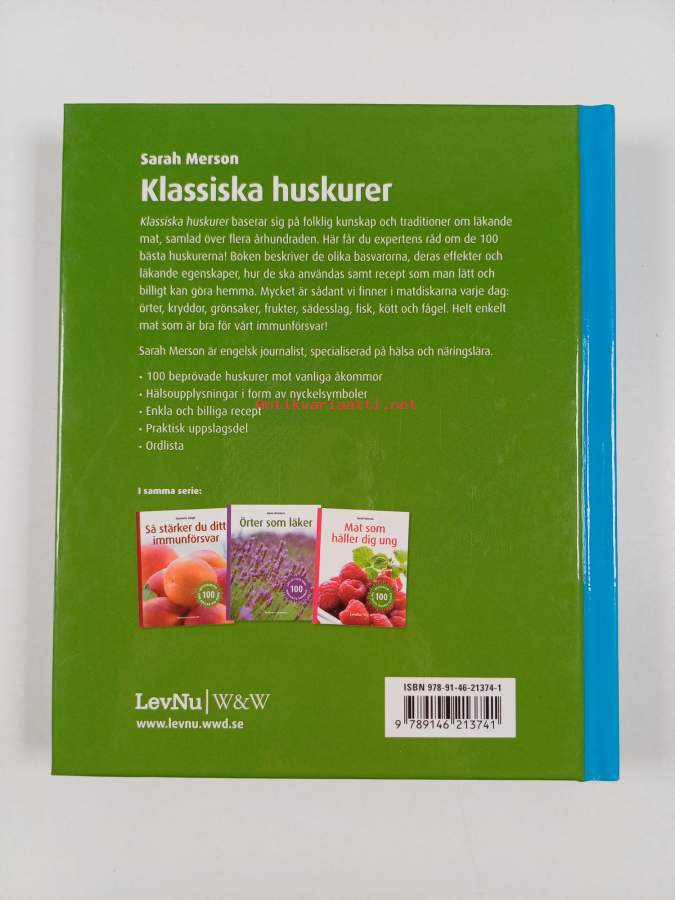 Sarah Merson
Klassiska huskurer
Klassiska huskurer baserar sig på folklig kunskap och traditioner om läkande
mat, samlad över flera århundraden. Här får du expertens råd om de 100
bästa huskurerna! Boken beskriver de olika basvarorna, deras effekter och
läkande egenskaper, hur de ska användas samt recept som man lätt och
billigt kan göra hemma. Mycket är sådant vi finner i matdiskarna varje dag:
örter, kryddor, grönsaker, frukter, sädesslag, fisk, kött och fågel. Helt enkelt
mat som är bra för vårt immunförsvar!
Sarah Merson är engelsk journalist, specialiserad på hälsa och näringslära.
• 100 beprövade huskurer mot vanliga åkommor
• Hälsoupplysningar i form av nyckelsymboler
• Enkla och billiga recept
Antikvariaatti.net
• Praktisk uppslagsdel
• Ordlista
I samma serie:
Så stärker du ditt
immunförsvar
100
Örter som läker
100
Mat som
håller dig ung
100
LevNu | W&W
www.levnu.wwd.se
ISBN 978-91-46-21374-1
9 789146 213741